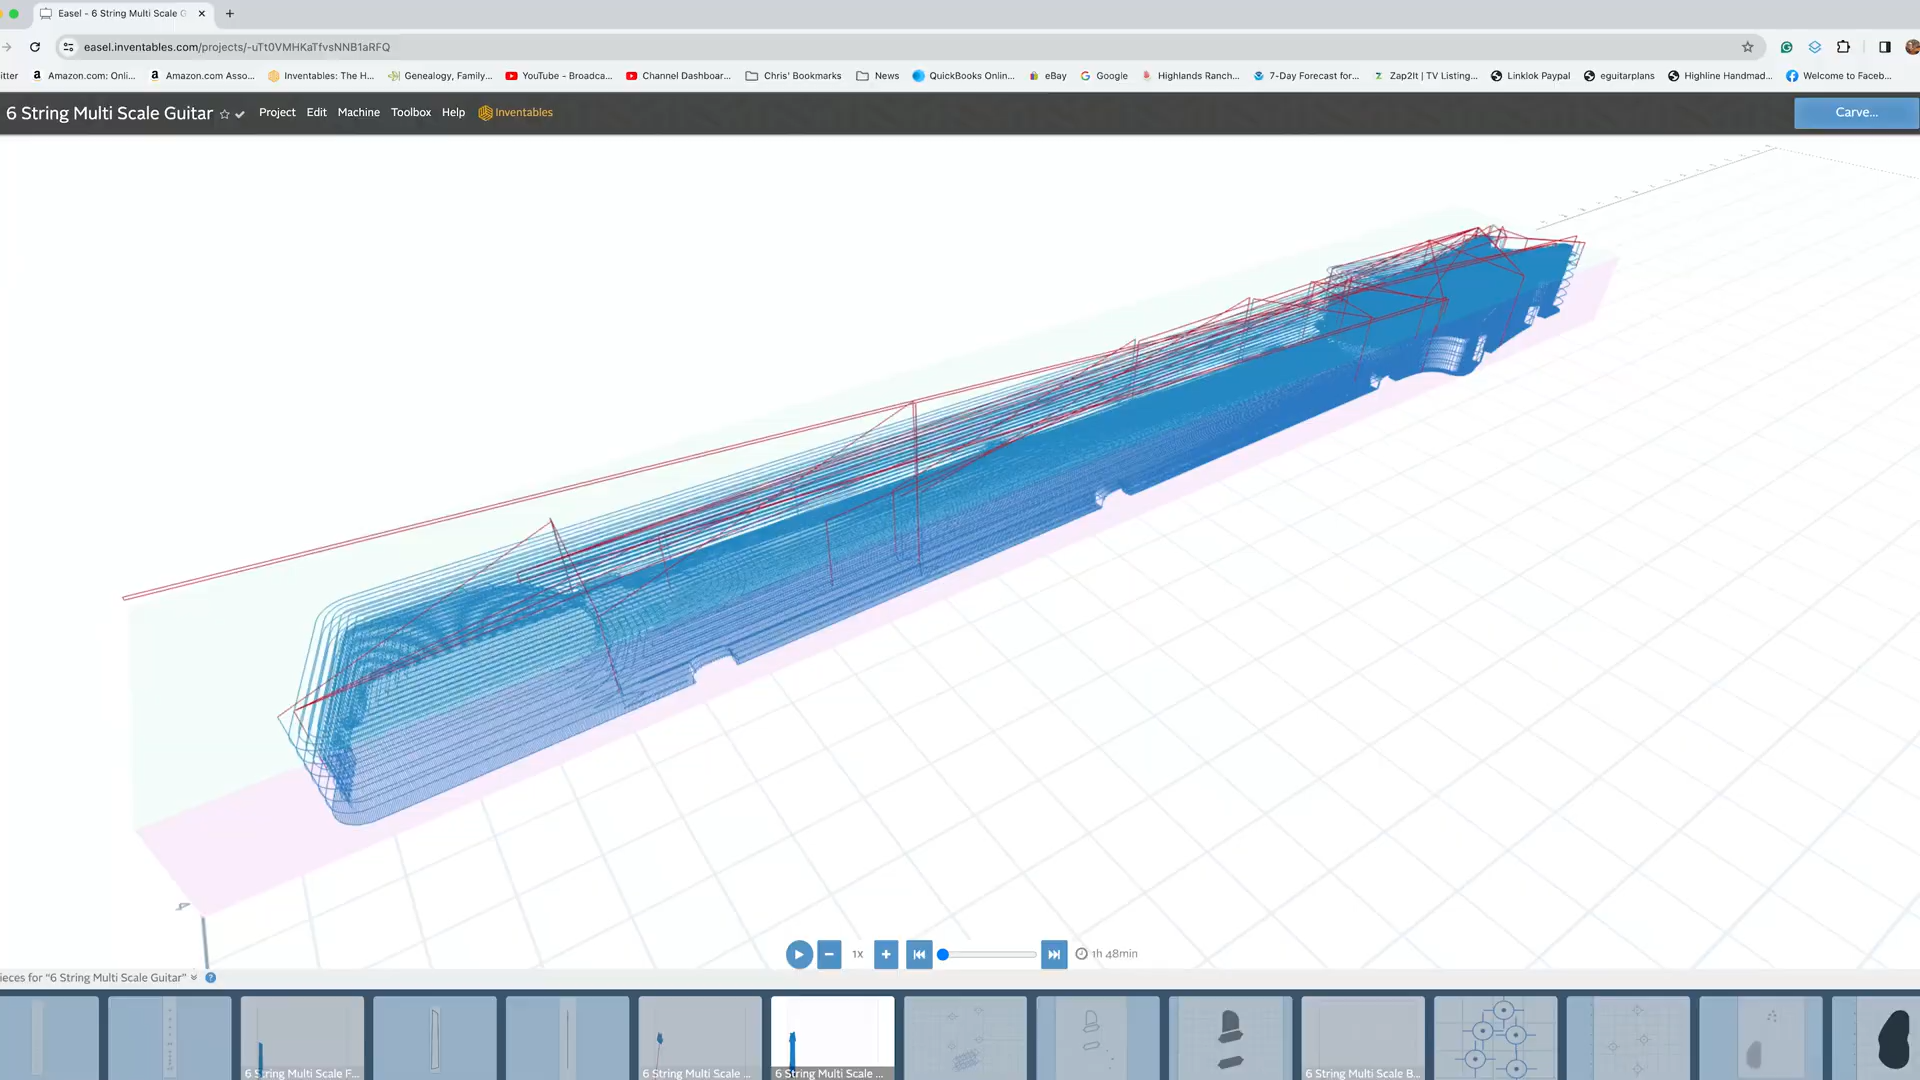 Easel - 6 String Multi Scale G
easel.inventables.com/projects/-uTt0VMHKaTfvsNNB1aRFQ
itter
Amazon.com: Onli...
Amazon.com Asso...
Inventables: The H...
Genealogy, Family...
YouTube - Broadca...
Channel Dashboar...
Chris' Bookmarks
News
QuickBooks Onlin...
eBay
Google
Highlands Ranch...
7-Day Forecast for...
Zap2It | TV Listing...
Linklok Paypal
eguitarplans
Highline Handmad...
Welcome to Faceb...
6 String Multi Scale Guitar
Project
Edit
Machine
Toolbox
Help
Inventables
Carve...
1x
1h 48min
ieces for “6 String Multi Scale Guitar”
?
6 String Multi Scale F...
6 String Multi Scale ...
6 String Multi Scale ...
6 String Multi Scale B...